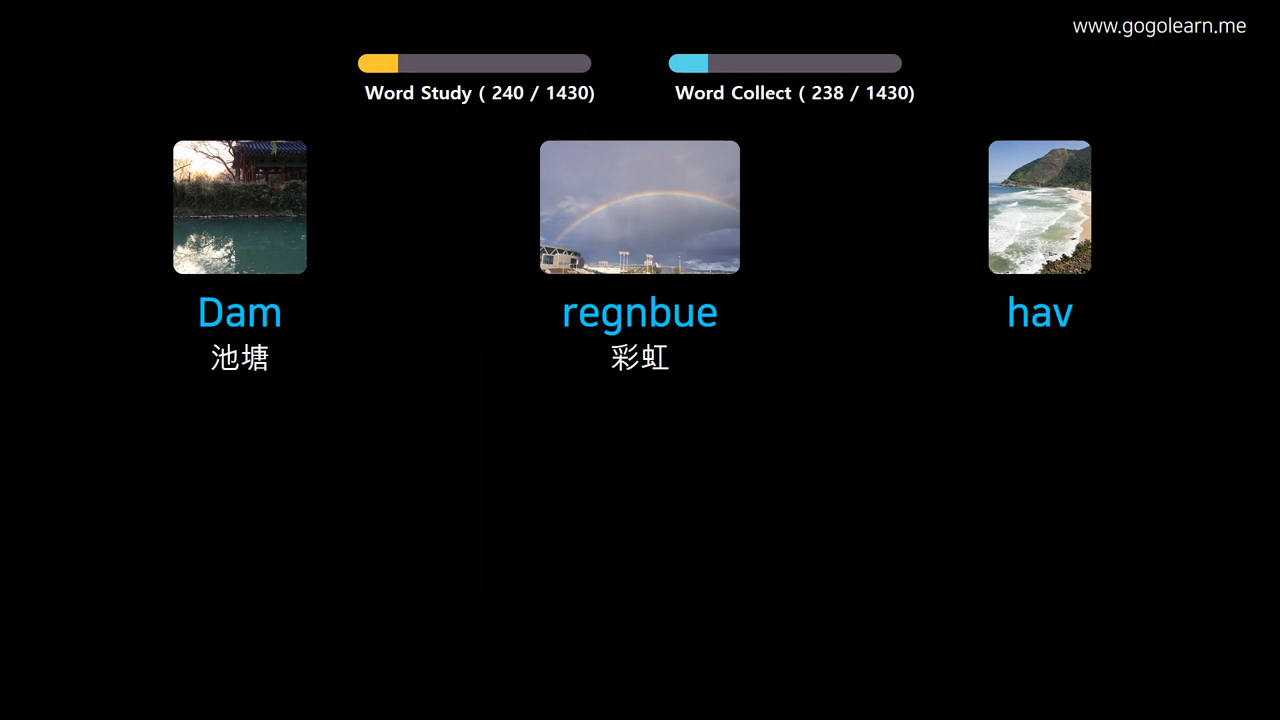 www.gogolearn.me
Word Study ( 240 / 1430)
Word Collect ( 238 / 1430)
Dam
regnbue
hav
池塘
彩虹